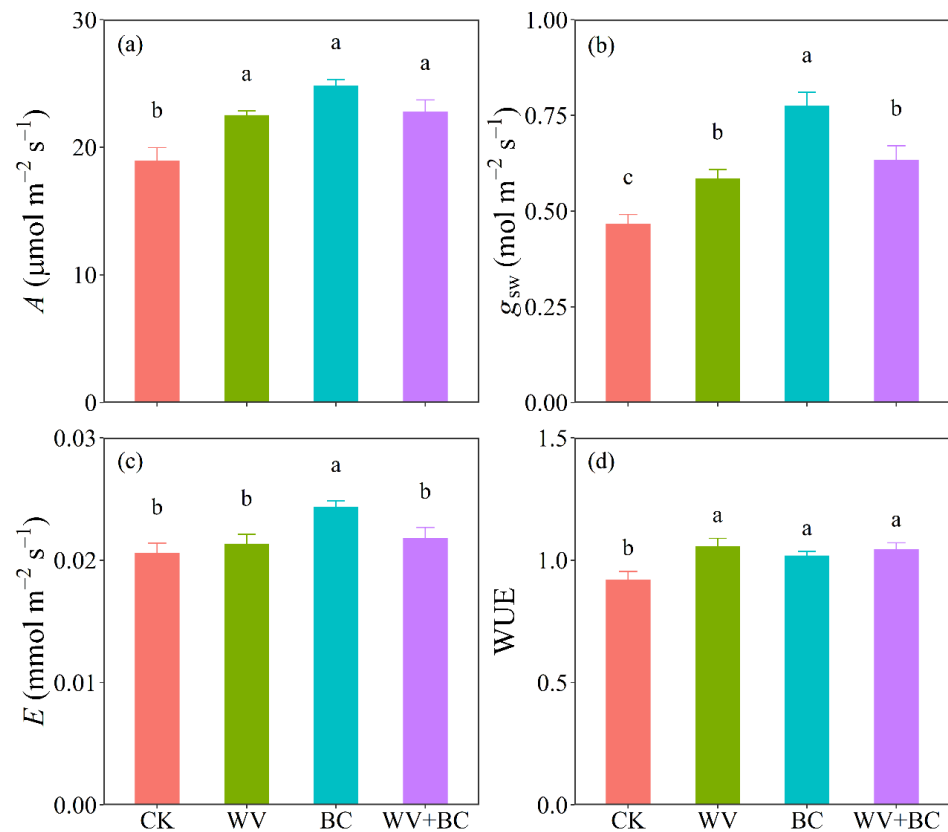 (a)
A (μmol m⁻² s⁻¹)
30
20
10
0
b
a
a
a
(b)
g_sw (mol m⁻² s⁻¹)
1.00
0.75
0.50
0.25
0.00
c
b
a
b
(c)
E (mmol m⁻² s⁻¹)
0.03
0.02
0.01
0.00
b
b
a
b
CK WV BC WV+BC
(d)
WUE
1.5
1.0
0.5
0.0
b
a
a
a
CK WV BC WV+BC